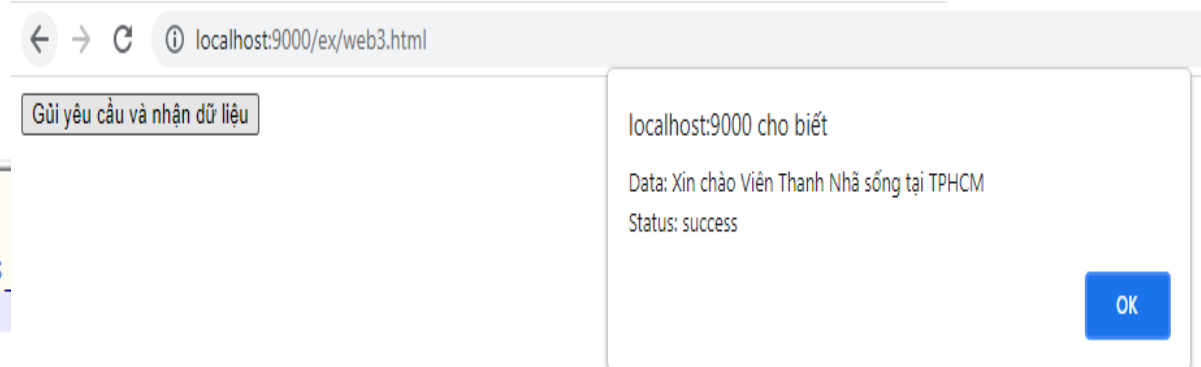 localhost:9000/ex/web3.html
Gửi yêu cầu và nhận dữ liệu
localhost:9000 cho biết
Data: Xin chào Viên Thanh Nhã sống tại TPHCM
Status: success
OK